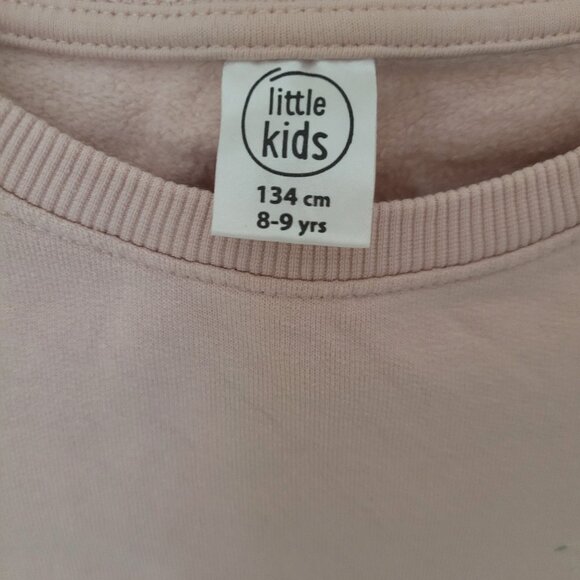 little
kids
134 cm
8-9 yrs